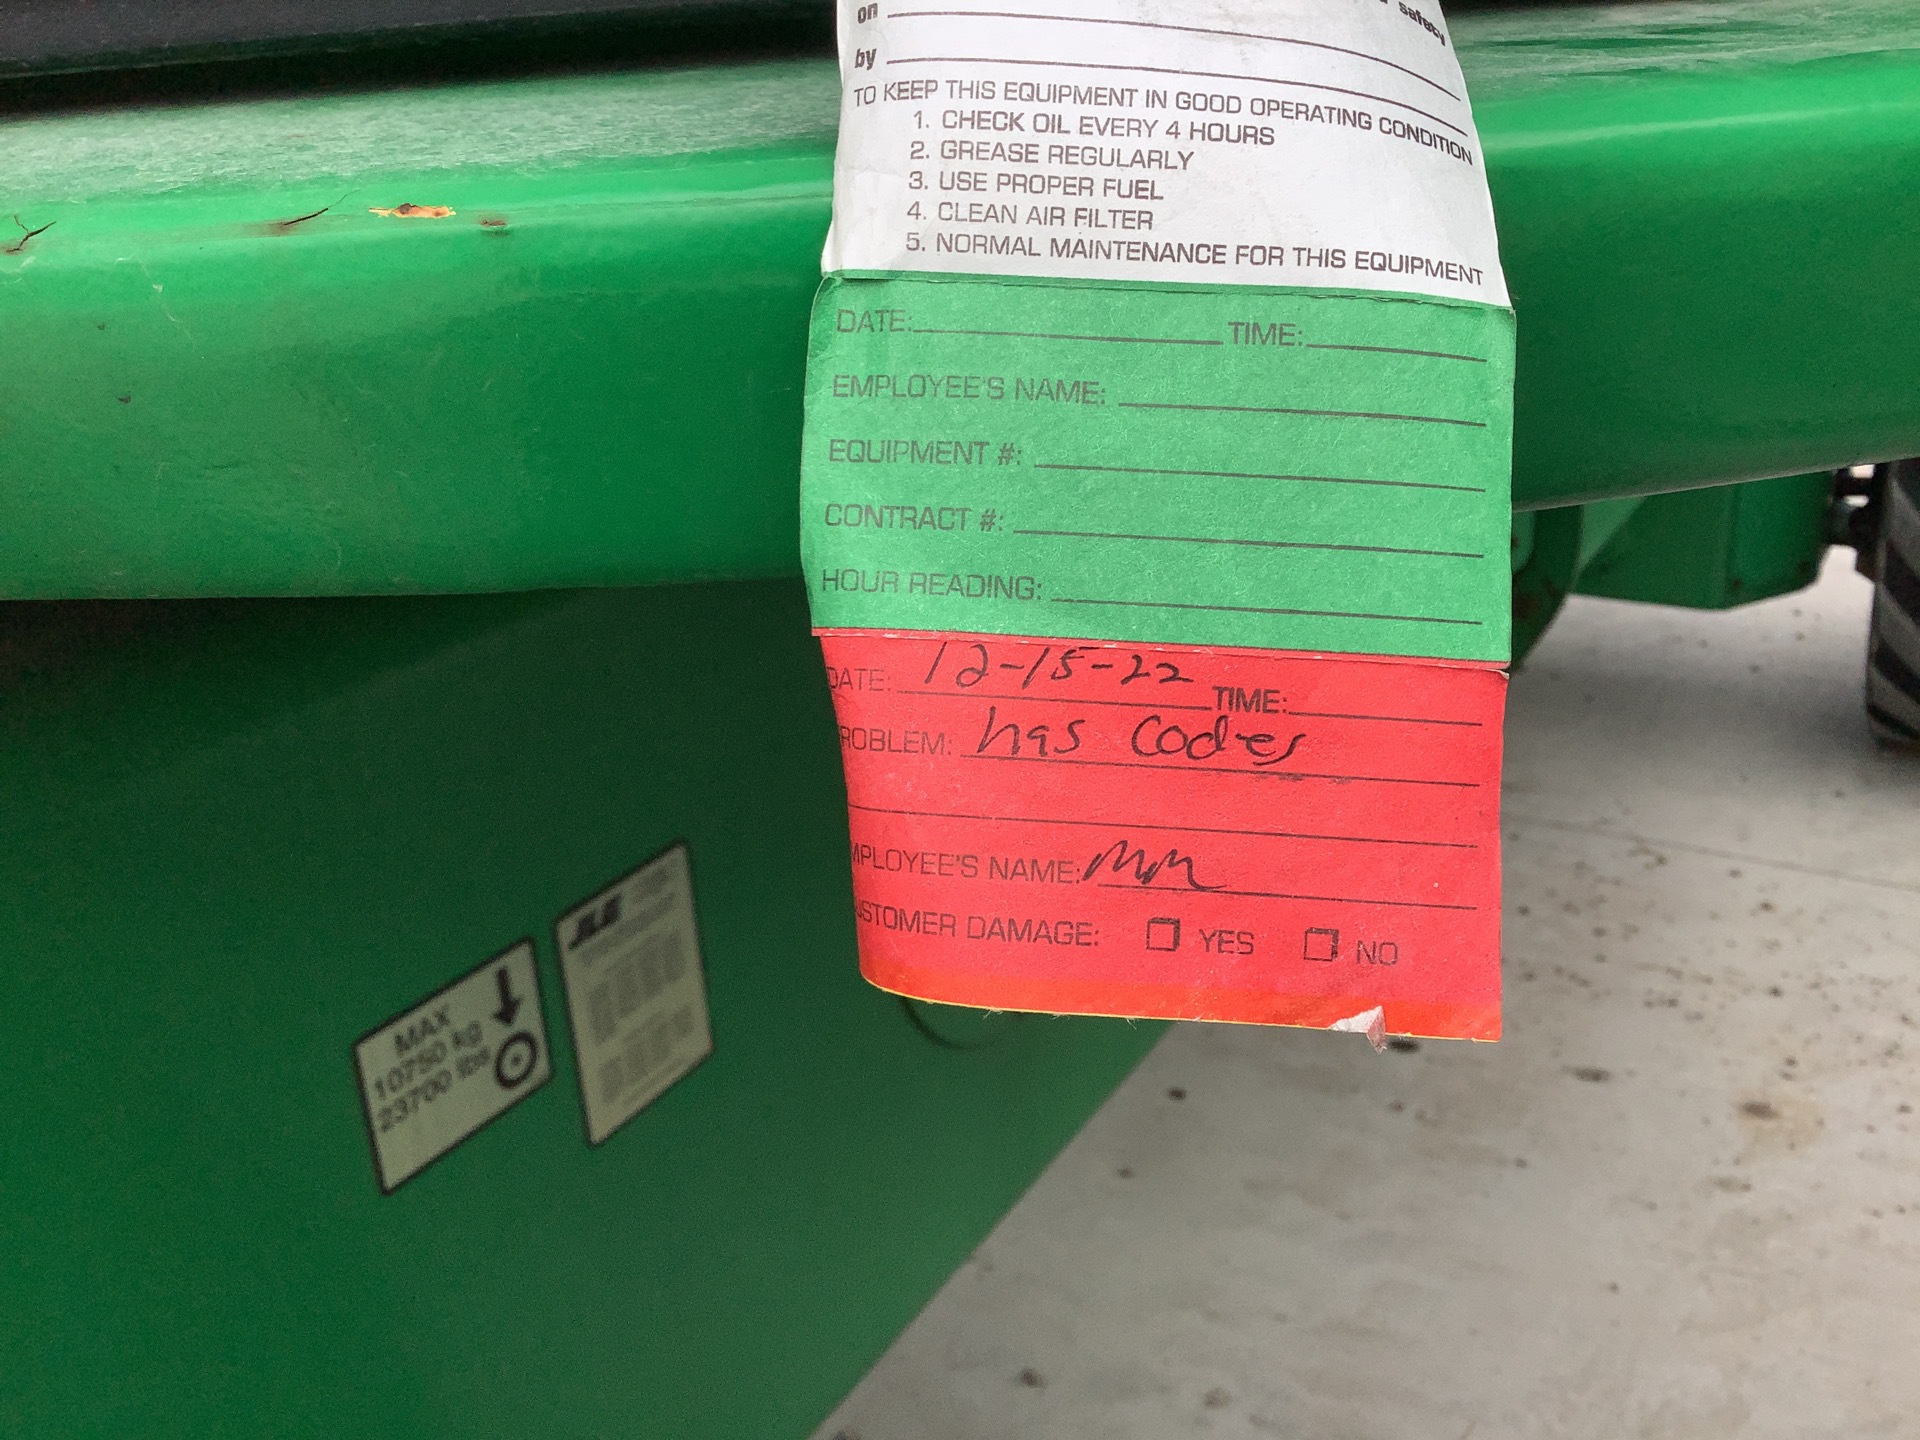 on
safety
by
TO KEEP THIS EQUIPMENT IN GOOD OPERATING CONDITION
1. CHECK OIL EVERY 4 HOURS
2. GREASE REGULARLY
3. USE PROPER FUEL
4. CLEAN AIR FILTER
5. NORMAL MAINTENANCE FOR THIS EQUIPMENT
DATE: TIME:
EMPLOYEE'S NAME:
EQUIPMENT #:
CONTRACT #:
HOUR READING:
DATE: 12-15-22 TIME:
ROBLEM: has codes
MPLOYEE'S NAME: MM
USTOMER DAMAGE: YES NO
JLG
MAX
10750 kg
23700 lbs